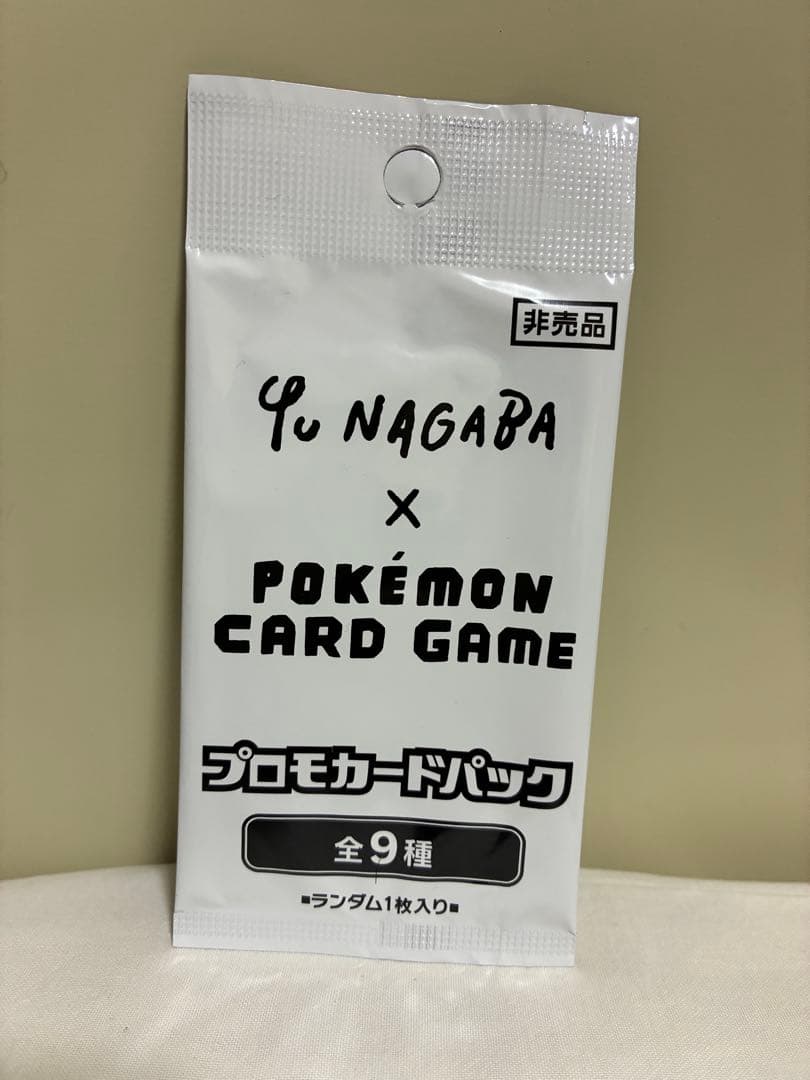 非売品
Yu NAGABA
X
POKÉMON
CARD GAME
プロモカードパック
全9種
■ランダム1枚入り■